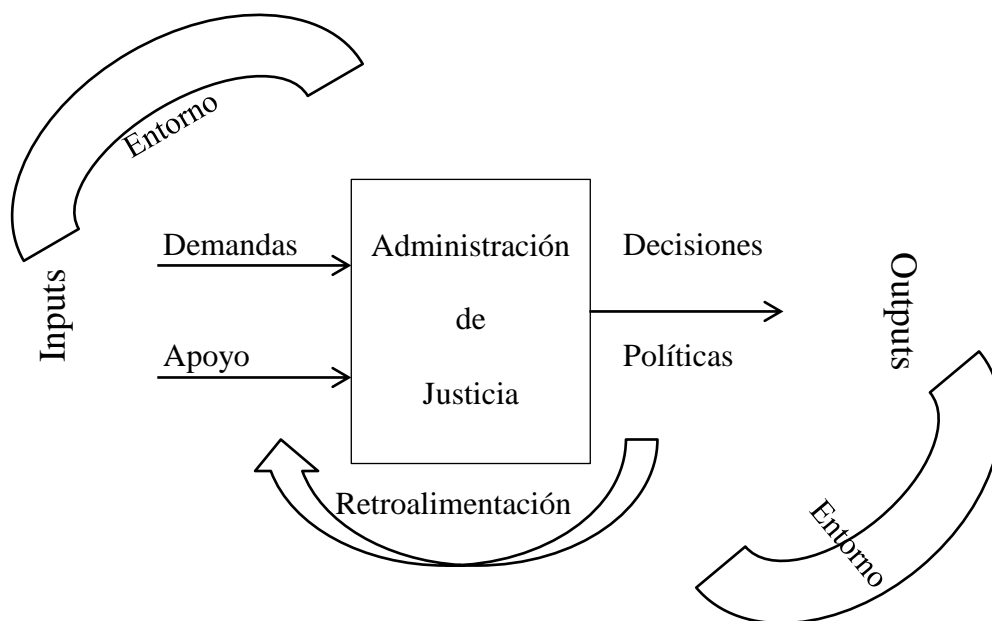 Entorno
Inputs
Demandas
Apoyo
Administración
de
Justicia
Decisiones
Políticas
Outputs
Retroalimentación
Entorno